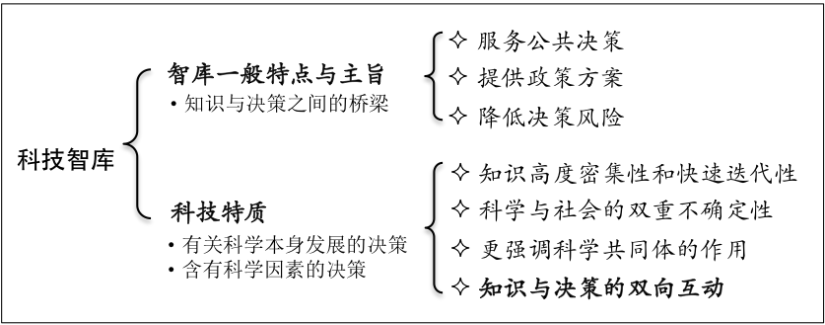 科技智库
智库一般特点与主旨
• 知识与决策之间的桥梁
✧ 服务公共决策
✧ 提供政策方案
✧ 降低决策风险
科技特质
• 有关科学本身发展的决策
• 含有科学因素的决策
✧ 知识高度密集性和快速迭代性
✧ 科学与社会的双重不确定性
✧ 更强调科学共同体的作用
✧ 知识与决策的双向互动